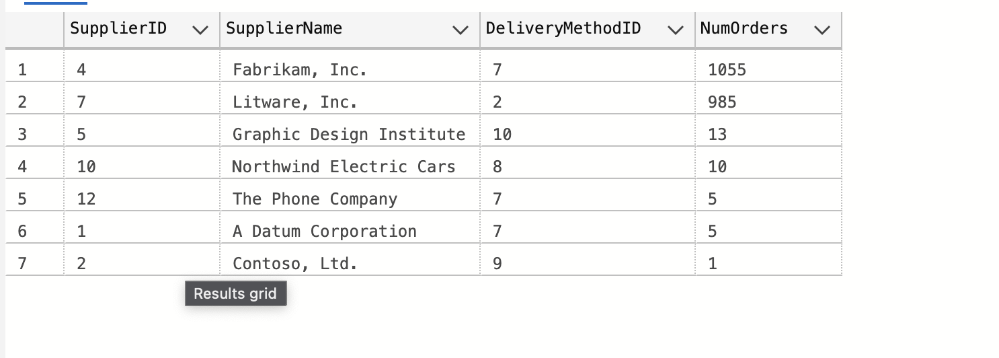 SupplierID SupplierName DeliveryMethodID NumOrders
1 4 Fabrikam, Inc. 7 1055
2 7 Litware, Inc. 2 985
3 5 Graphic Design Institute 10 13
4 10 Northwind Electric Cars 8 10
5 12 The Phone Company 7 5
6 1 A Datum Corporation 7 5
7 2 Contoso, Ltd. 9 1
Results grid